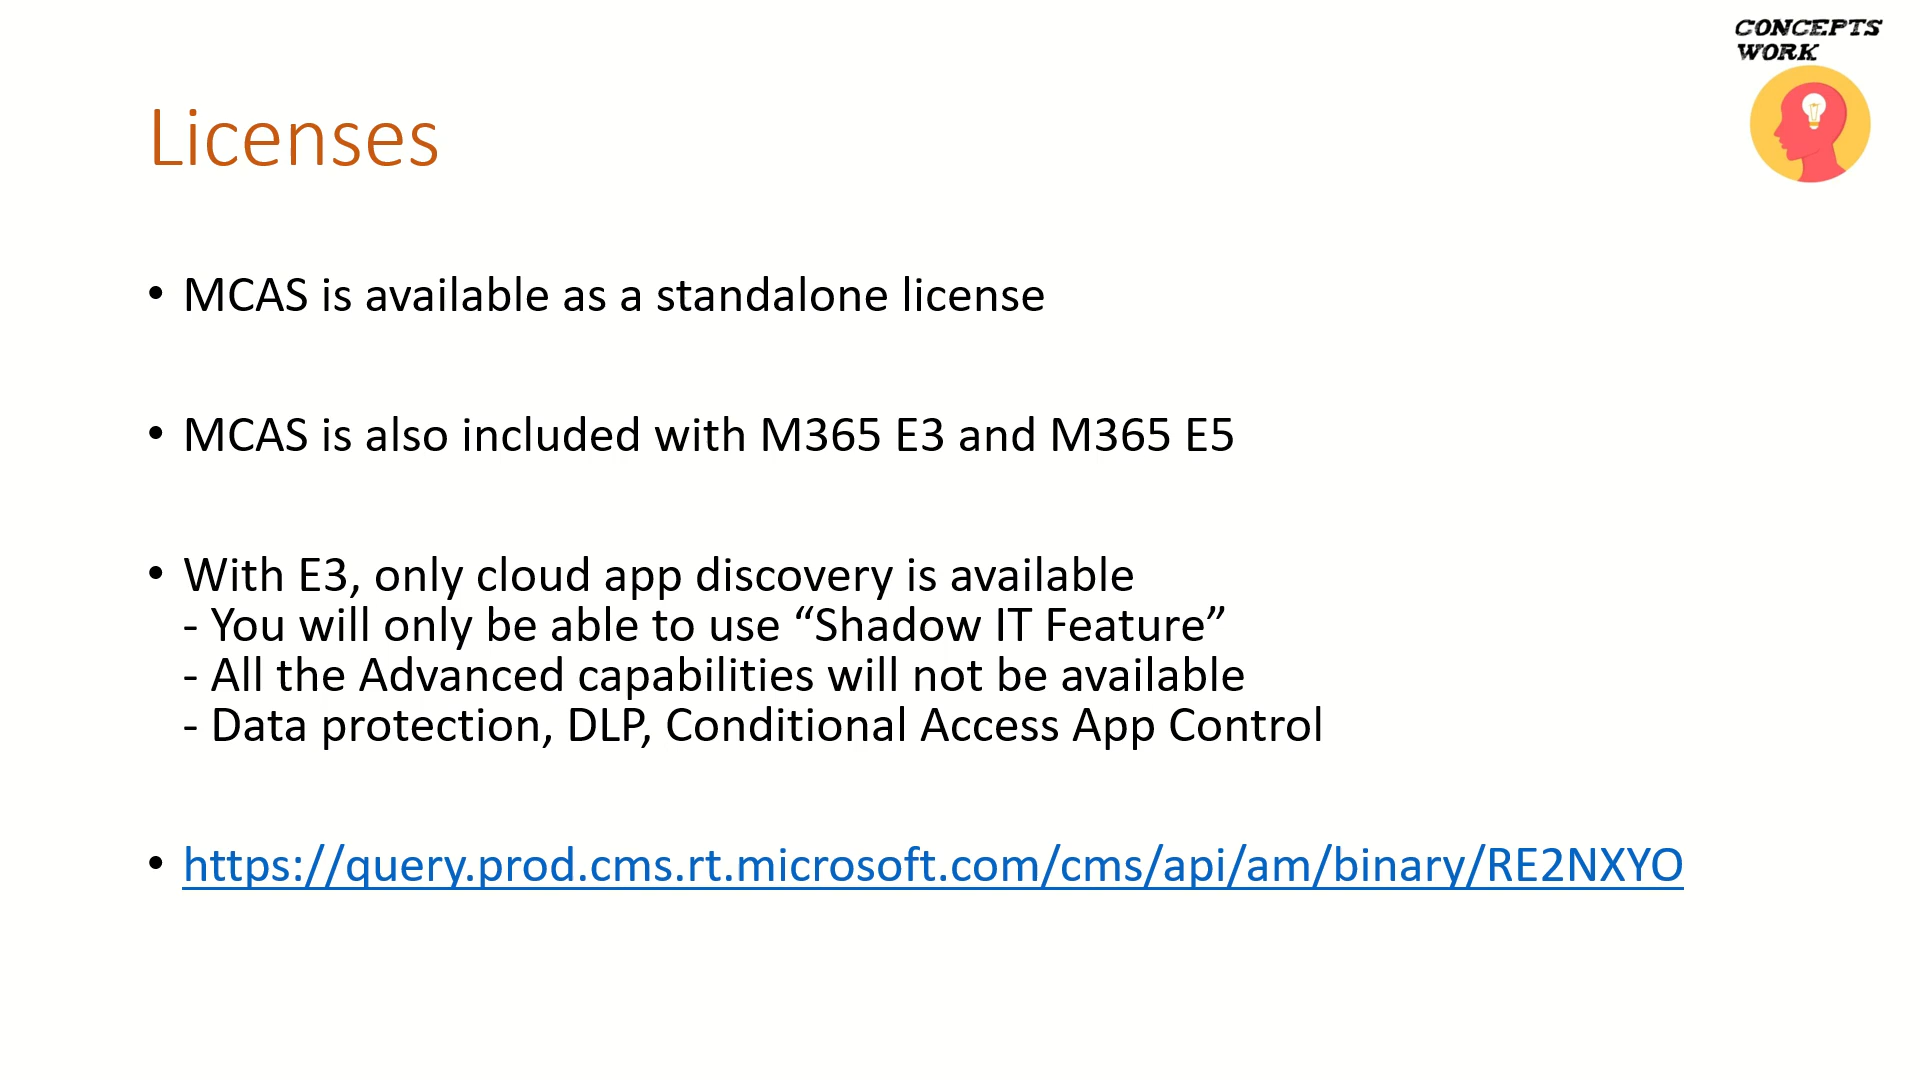 CONCEPTS
WORK
Licenses
• MCAS is available as a standalone license
• MCAS is also included with M365 E3 and M365 E5
• With E3, only cloud app discovery is available
- You will only be able to use “Shadow IT Feature”
- All the Advanced capabilities will not be available
- Data protection, DLP, Conditional Access App Control
• https://query.prod.cms.rt.microsoft.com/cms/api/am/binary/RE2NXYO